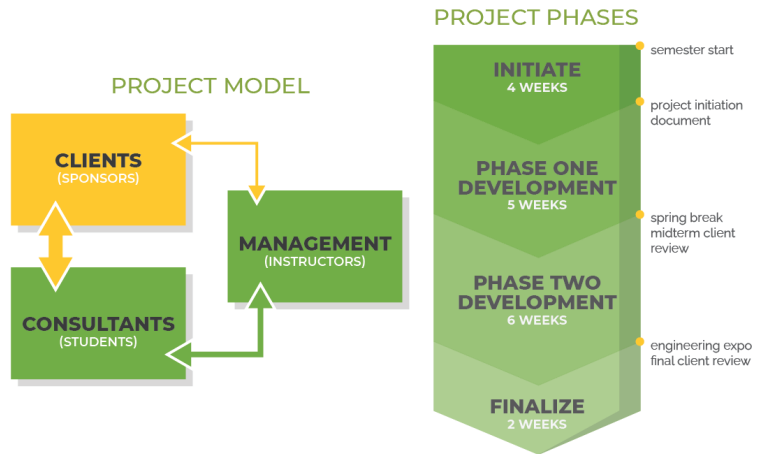 PROJECT MODEL
CLIENTS
(SPONSORS)
MANAGEMENT
(INSTRUCTORS)
CONSULTANTS
(STUDENTS)
PROJECT PHASES
INITIATE
4 WEEKS
semester start
project initiation
document
PHASE ONE
DEVELOPMENT
5 WEEKS
spring break
midterm client
review
PHASE TWO
DEVELOPMENT
6 WEEKS
engineering expo
final client review
FINALIZE
2 WEEKS